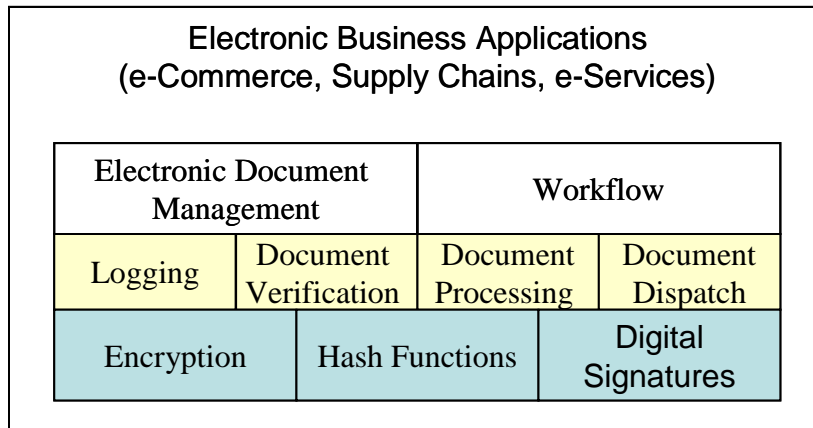 Electronic Business Applications
(e-Commerce, Supply Chains, e-Services)
Electronic Document
Management
Workflow
Logging
Document
Verification
Document
Processing
Document
Dispatch
Encryption
Hash Functions
Digital
Signatures